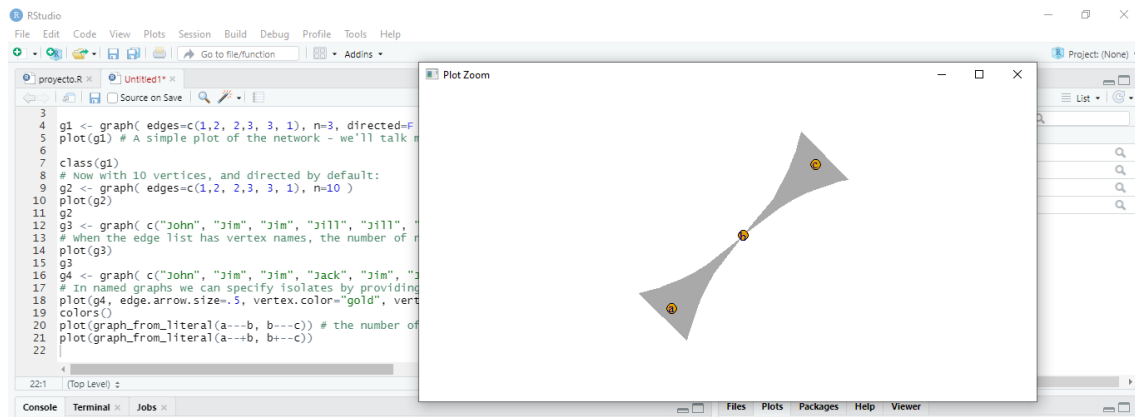 RStudio
File Edit Code View Plots Session Build Debug Profile Tools Help
Go to file/function Addins Project: (None)
proyecto.R Untitled1*
Source on Save List
3
4 g1 <- graph( edges=c(1,2, 2,3, 3, 1), n=3, directed=F
5 plot(g1) # A simple plot of the network - we'll talk
6
7 class(g1)
8 # Now with 10 vertices, and directed by default:
9 g2 <- graph( edges=c(1,2, 2,3, 3, 1), n=10 )
10 plot(g2)
11 g2
12 g3 <- graph( c("John", "Jim", "Jim", "Jill", "Jill", "
13 # When the edge list has vertex names, the number of
14 plot(g3)
15 g3
16 g4 <- graph( c("John", "Jim", "Jim", "Jack", "Jim", "
17 # In named graphs we can specify isolates by providing
18 plot(g4, edge.arrow.size=.5, vertex.color="gold", vert
19 colors()
20 plot(graph_from_literal(a---b, b---c)) # the number of
21 plot(graph_from_literal(a--+b, b+--c))
22
22:1 (Top Level)
Console Terminal Jobs
Plot Zoom
c
b
a
Files Plots Packages Help Viewer